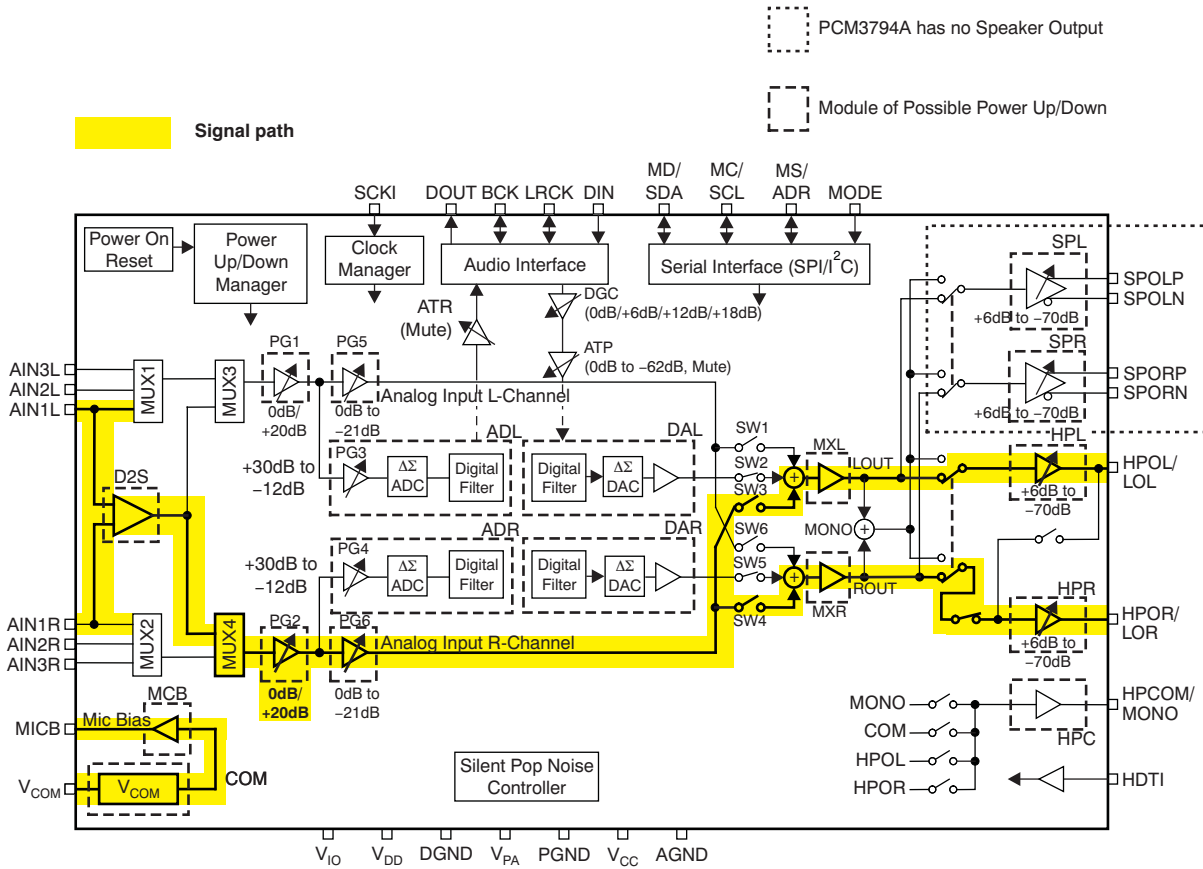 PCM3794A has no Speaker Output
Module of Possible Power Up/Down
Signal path
SCKI
DOUT
BCK
LRCK
DIN
MD/
SDA
MC/
SCL
MS/
ADR
MODE
Power On
Reset
Power
Up/Down
Manager
Clock
Manager
Audio Interface
Serial Interface (SPI/I²C)
ATR
(Mute)
DGC
(0dB/+6dB/+12dB/+18dB)
ATP
(0dB to −62dB, Mute)
SPL
+6dB to −70dB
SPOLP
SPOLN
SPR
+6dB to −70dB
SPORP
SPORN
AIN3L
AIN2L
AIN1L
MUX1
MUX3
PG1
0dB/
+20dB
PG5
0dB to
−21dB
Analog Input L-Channel
ADL
PG3
+30dB to
−12dB
ΔΣ
ADC
Digital
Filter
DAL
Digital
Filter
ΔΣ
DAC
SW1
SW2
SW3
MXL
LOUT
HPL
+6dB to
−70dB
HPOL/
LOL
D2S
ADR
PG4
+30dB to
−12dB
ΔΣ
ADC
Digital
Filter
DAR
Digital
Filter
ΔΣ
DAC
SW6
SW5
SW4
MONO
MXR
ROUT
HPR
+6dB to
−70dB
HPOR/
LOR
AIN1R
AIN2R
AIN3R
MUX2
MUX4
PG2
0dB/
+20dB
PG6
0dB to
−21dB
Analog Input R-Channel
MICB
Mic Bias
MCB
VCOM
VCOM
COM
Silent Pop Noise
Controller
MONO
COM
HPOL
HPOR
HPC
HPCOM/
MONO
HDTI
VIO
VDD
DGND
VPA
PGND
VCC
AGND